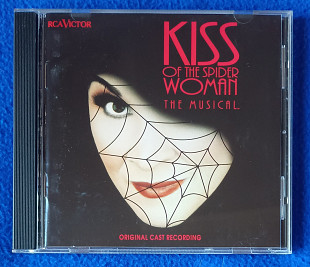 RCA VICTOR
KISS
OF THE SPIDER
WOMAN
THE MUSICAL
ORIGINAL CAST RECORDING